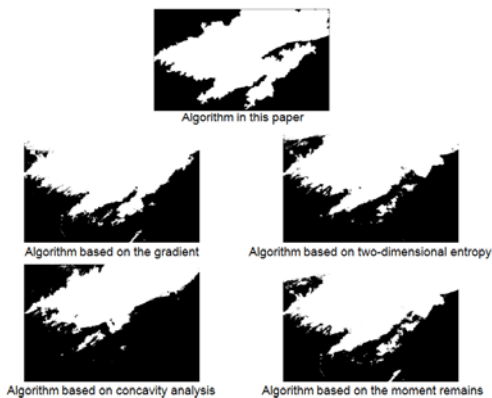 Algorithm in this paper
Algorithm based on the gradient
Algorithm based on two-dimensional entropy
Algorithm based on concavity analysis
Algorithm based on the moment remains